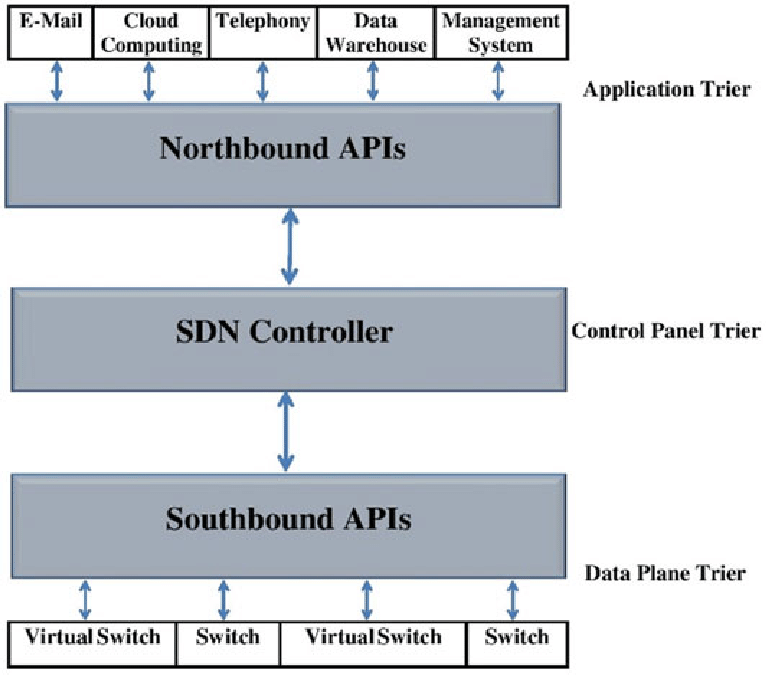 E-Mail
Cloud
Computing
Telephony
Data
Warehouse
Management
System
Application Trier
Northbound APIs
SDN Controller
Control Panel Trier
Southbound APIs
Data Plane Trier
Virtual Switch
Switch
Virtual Switch
Switch